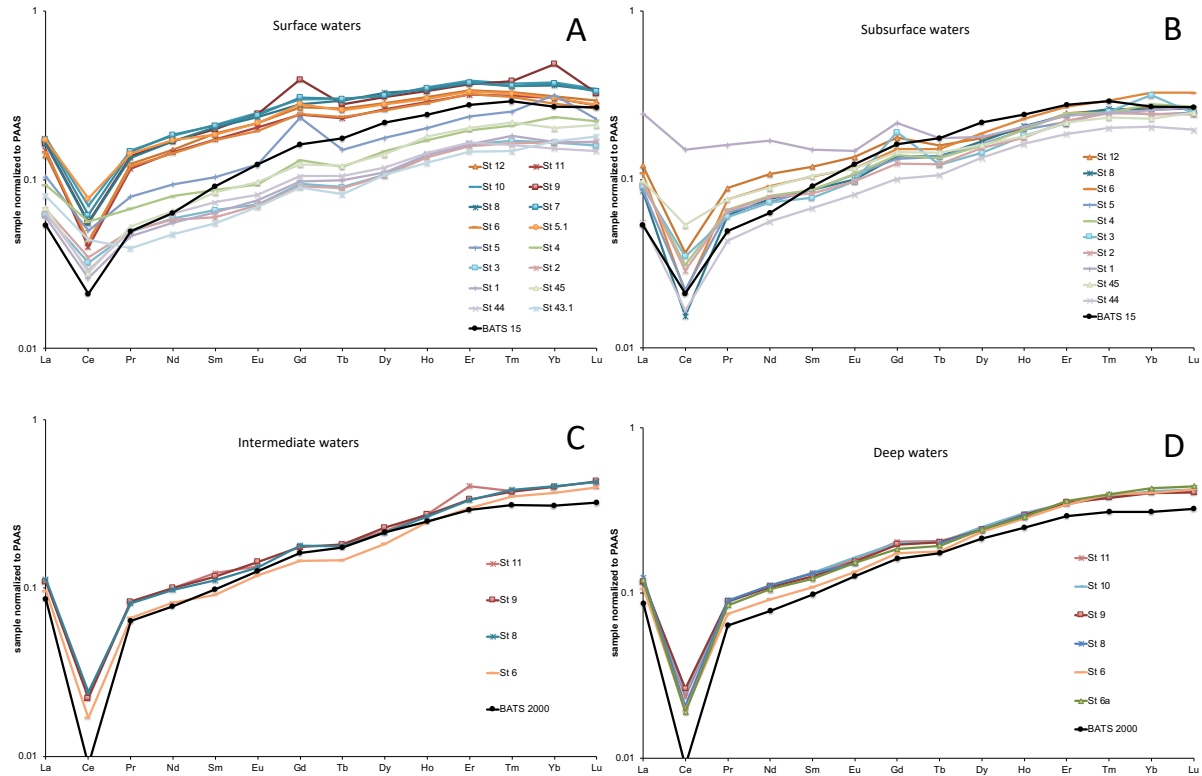 Surface waters
A
sample normalized to PAAS
1
0.1
0.01
St 12
St 11
St 10
St 9
St 8
St 7
St 6
St 5.1
St 5
St 4
St 3
St 2
St 1
St 45
St 44
St 43.1
BATS 15
La Ce Pr Nd Sm Eu Gd Tb Dy Ho Er Tm Yb Lu
Subsurface waters
B
sample normalized to PAAS
1
0.1
0.01
St 12
St 8
St 6
St 5
St 4
St 3
St 2
St 1
St 45
St 44
BATS 15
La Ce Pr Nd Sm Eu Gd Tb Dy Ho Er Tm Yb Lu
Intermediate waters
C
sample normalized to PAAS
1
0.1
0.01
St 11
St 9
St 8
St 6
BATS 2000
La Ce Pr Nd Sm Eu Gd Tb Dy Ho Er Tm Yb Lu
Deep waters
D
sample normalized to PAAS
1
0.1
0.01
St 11
St 10
St 9
St 8
St 6
St 6a
BATS 2000
La Ce Pr Nd Sm Eu Gd Tb Dy Ho Er Tm Yb Lu